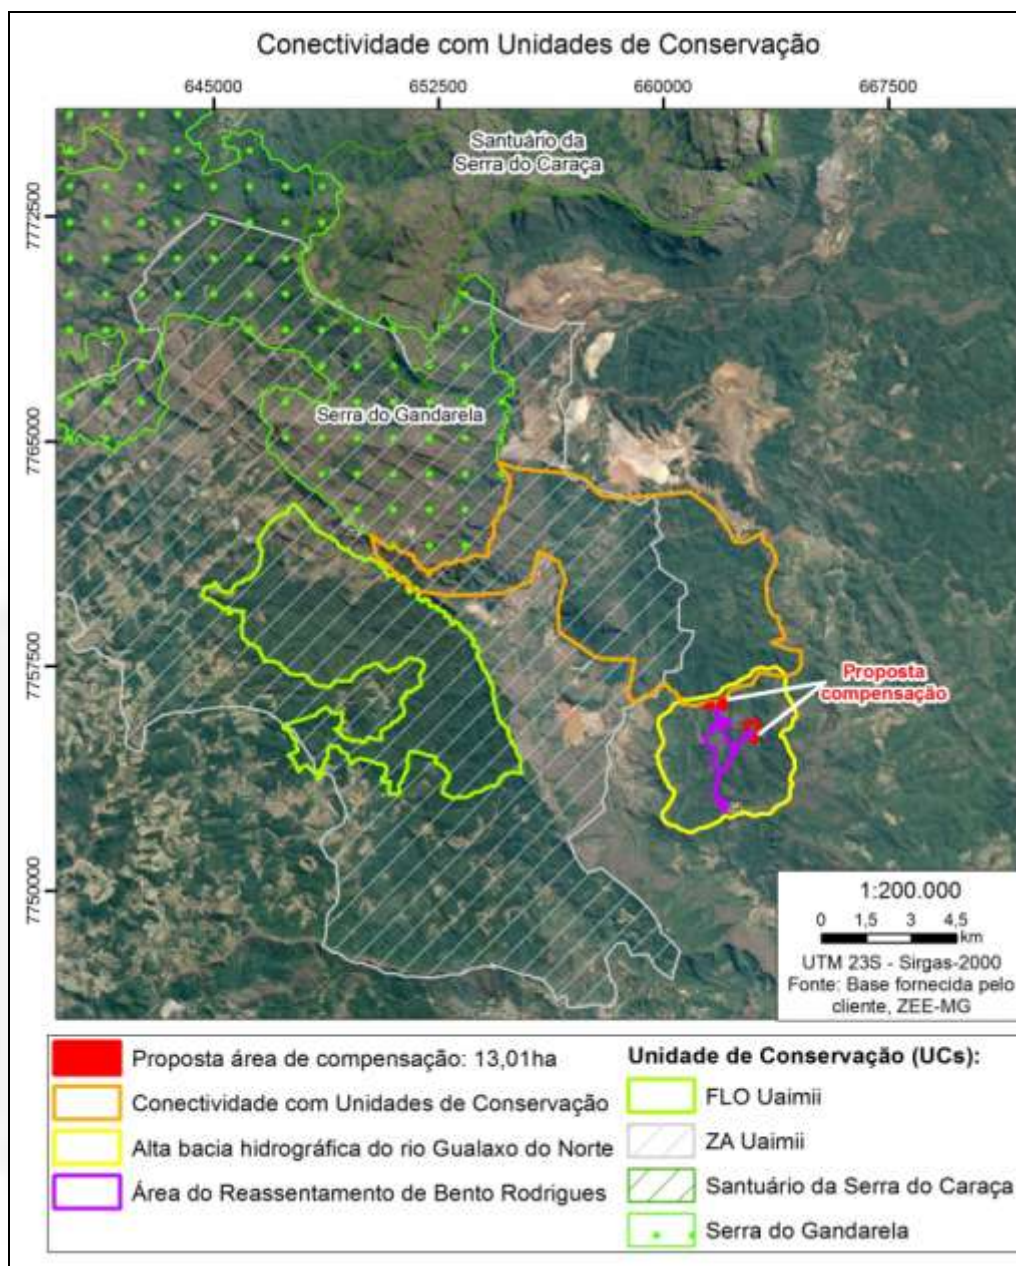 Conectividade com Unidades de Conservação
645000
652500
660000
667500
7772500
7765000
7757500
7750000
Santuário da
Serra do Caraça
Serra do Gandarela
Proposta
compensação
1:200.000
0 1,5 3 4,5
km
UTM 23S - Sirgas-2000
Fonte: Base fornecida pelo
cliente, ZEE-MG
Proposta área de compensação: 13,01ha
Conectividade com Unidades de Conservação
Alta bacia hidrográfica do rio Gualaxo do Norte
Área do Reassentamento de Bento Rodrigues
Unidade de Conservação (UCs):
FLO Uaimii
ZA Uaimii
Santuário da Serra do Caraça
Serra do Gandarela